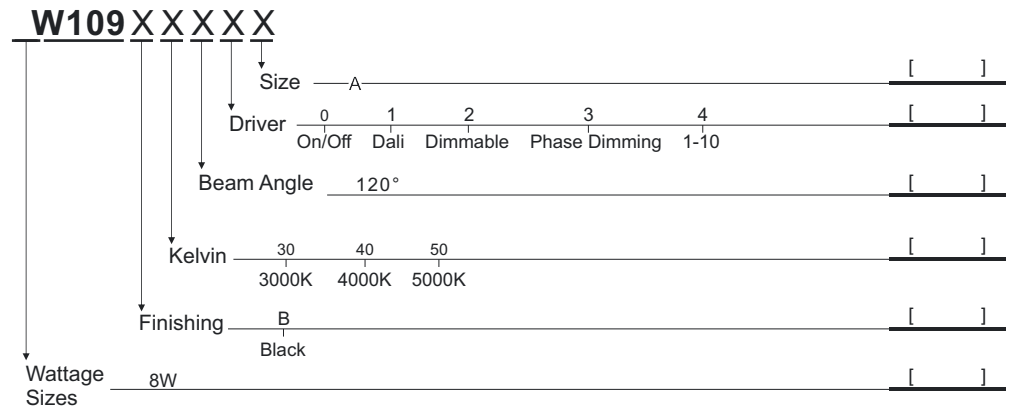 W109 X X X X X
Size A [ ]
0 1 2 3 4
Driver [ ]
On/Off Dali Dimmable Phase Dimming 1-10
Beam Angle 120° [ ]
30 40 50
Kelvin [ ]
3000K 4000K 5000K
B
Finishing [ ]
Black
Wattage 8W [ ]
Sizes